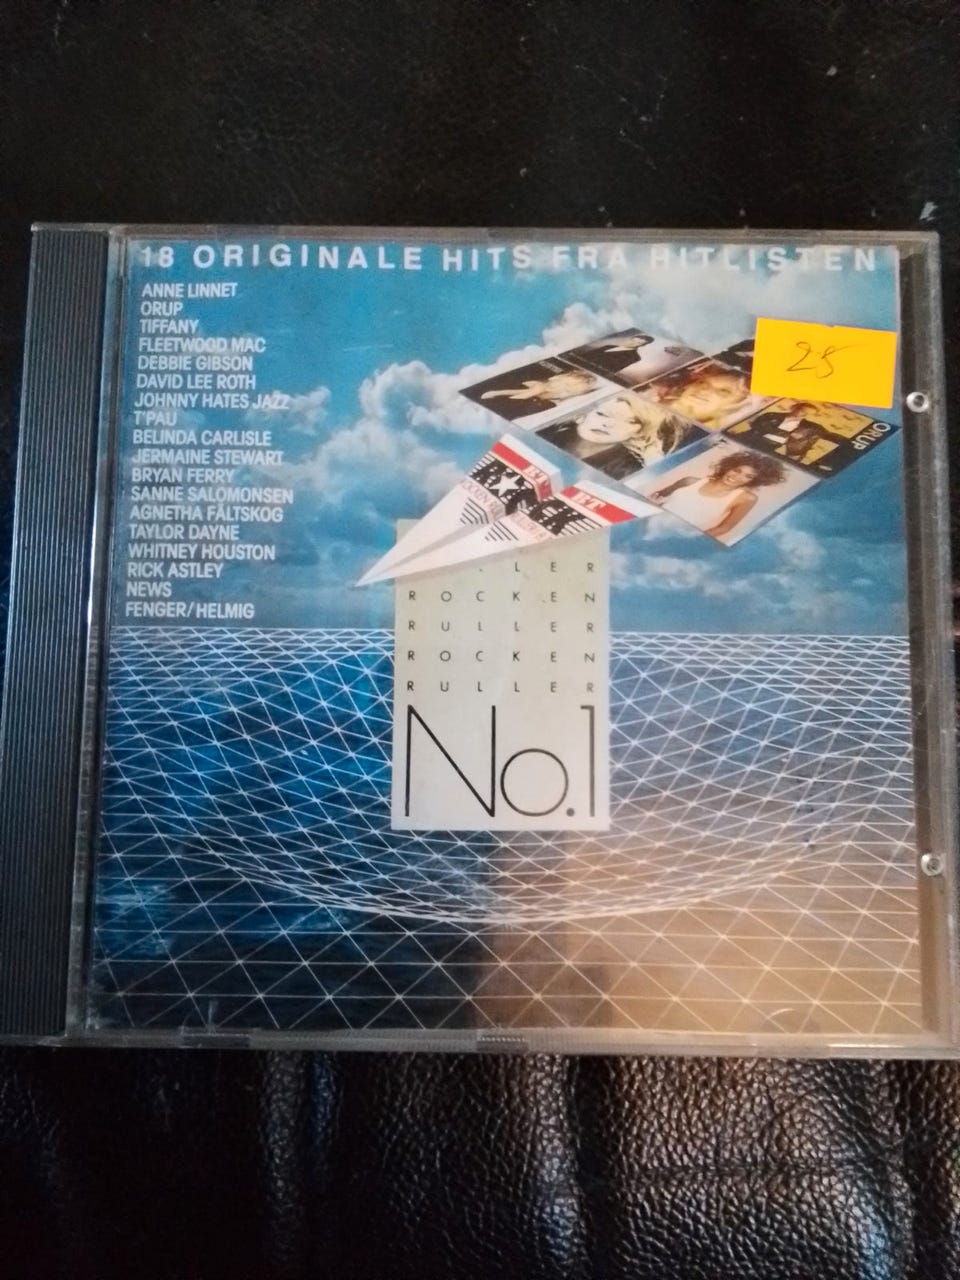 18 ORIGINALE HITS FRA HITLISTEN
ANNE LINNET
ORUP
TIFFANY
FLEETWOOD MAC
DEBBIE GIBSON
DAVID LEE ROTH
JOHNNY HATES JAZZ
T'PAU
BELINDA CARLISLE
JERMAINE STEWART
BRYAN FERRY
SANNE SALOMONSEN
AGNETHA FÄLTSKOG
TAYLOR DAYNE
WHITNEY HOUSTON
RICK ASTLEY
NEWS
FENGER/HELMIG
25
ORUP
LLER
ROCKEN
RULLER
ROCKEN
RULLER
No.1